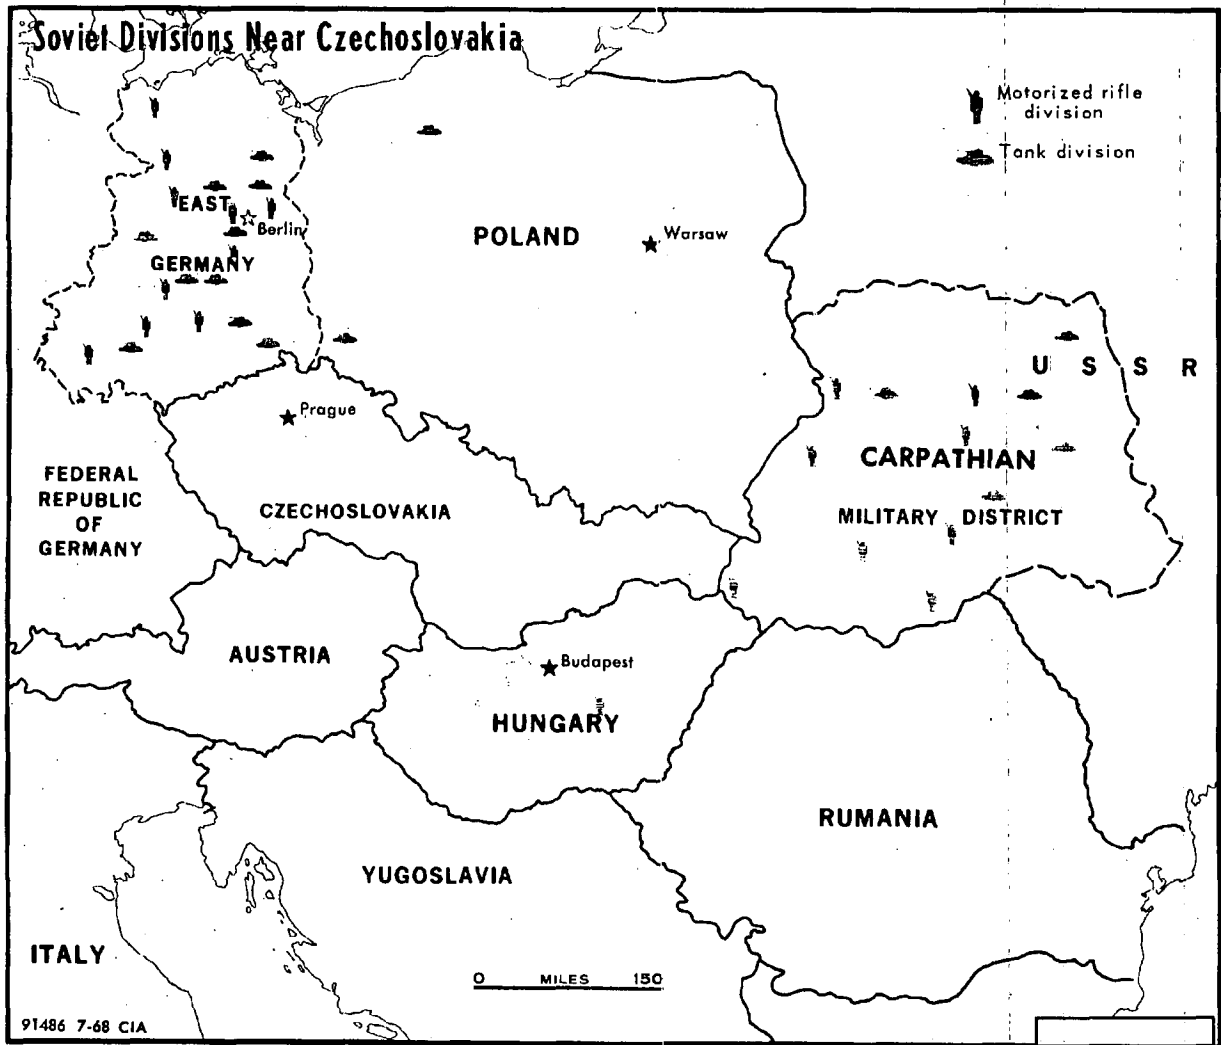 Soviet Divisions Near Czechoslovakia
Motorized rifle
division
Tank division
EAST
Berlin
GERMANY
POLAND
Warsaw
U S S R
Prague
CARPATHIAN
MILITARY DISTRICT
FEDERAL
REPUBLIC
OF
GERMANY
CZECHOSLOVAKIA
AUSTRIA
Budapest
HUNGARY
RUMANIA
YUGOSLAVIA
ITALY
0 MILES 150
91486 7-68 CIA